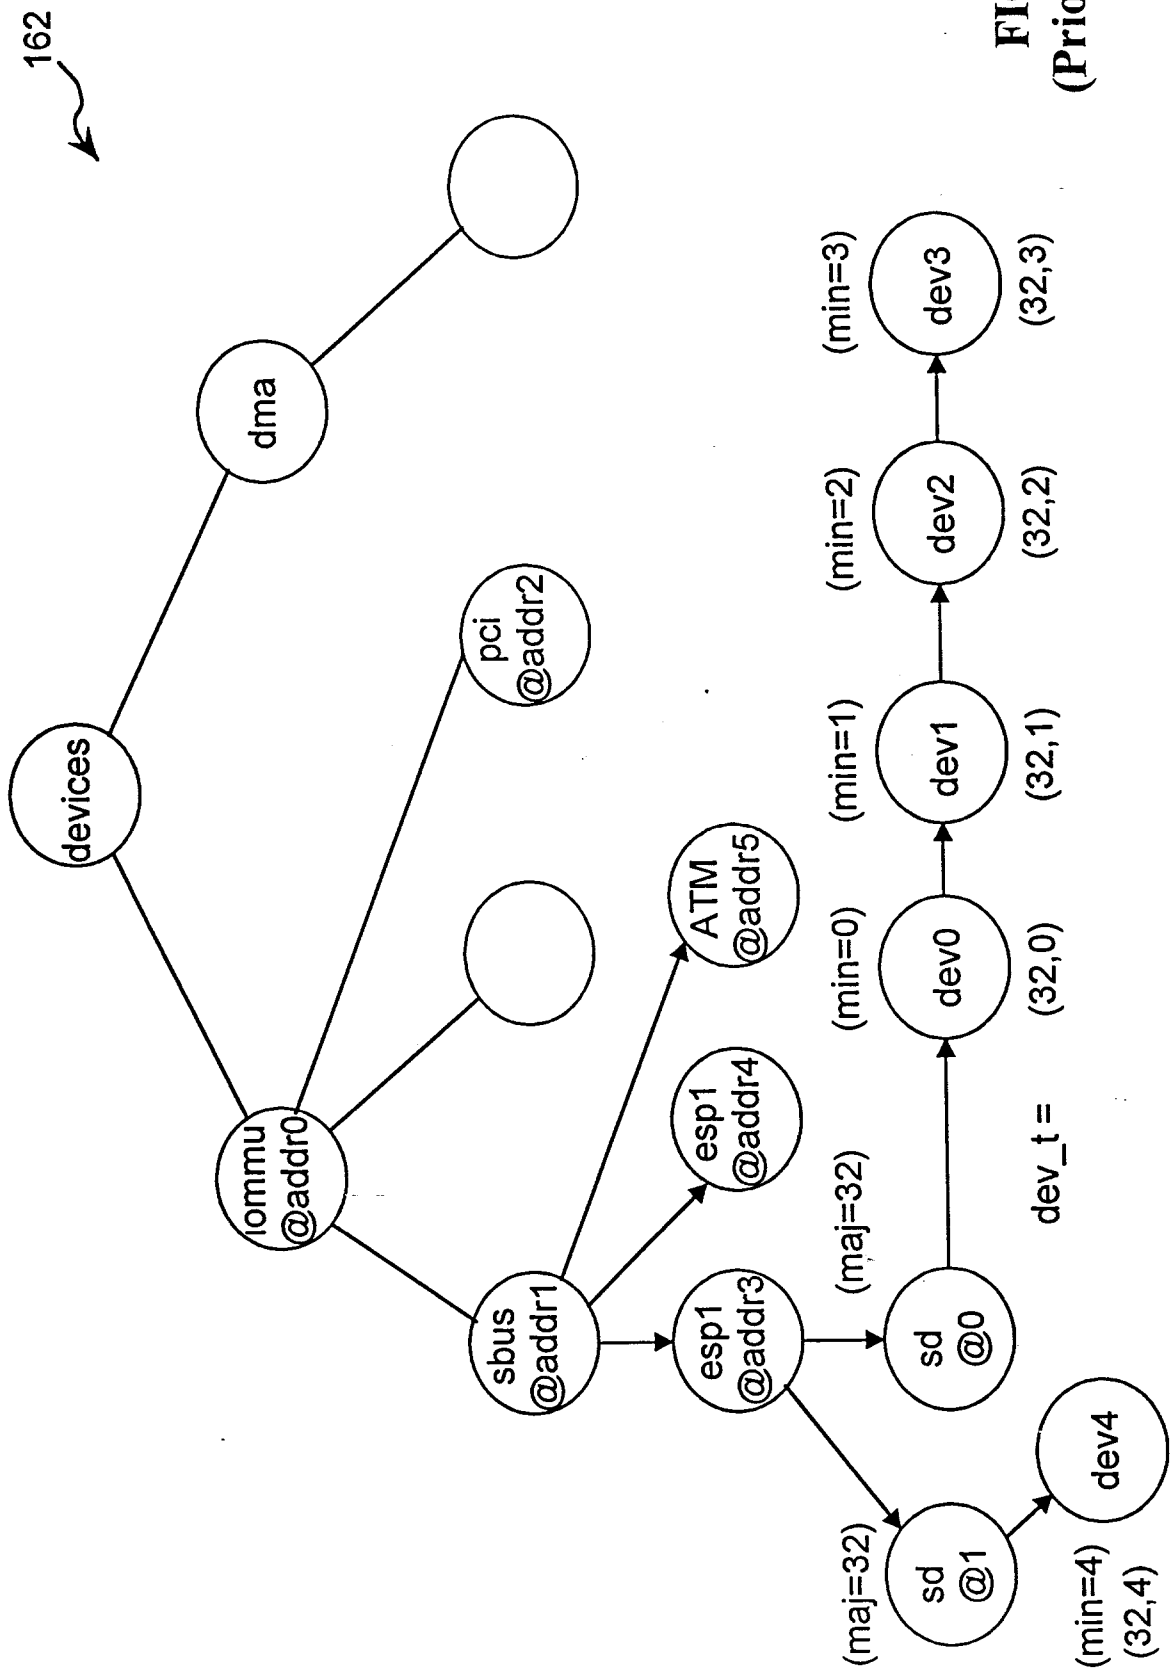 162
devices
dma
iommu
@addr0
pci
@addr2
sbus
@addr1
esp1
@addr3
esp1
@addr4
ATM
@addr5
(maj=32)
sd
@1
(maj=32)
sd
@0
(min=0)
dev0
(min=1)
dev1
(min=2)
dev2
(min=3)
dev3
dev_t =
(32,0)
(32,1)
(32,2)
(32,3)
(min=4)
(32,4)
dev4